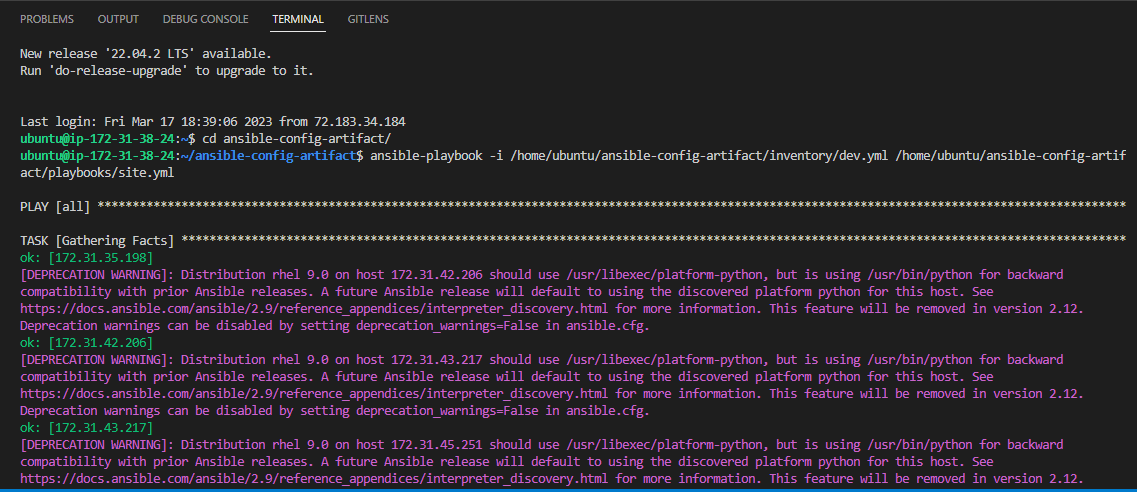 PROBLEMS OUTPUT DEBUG CONSOLE TERMINAL GITLENS
New release '22.04.2 LTS' available.
Run 'do-release-upgrade' to upgrade to it.
Last login: Fri Mar 17 18:39:06 2023 from 72.183.34.184
ubuntu@ip-172-31-38-24:~$ cd ansible-config-artifact/
ubuntu@ip-172-31-38-24:~/ansible-config-artifact$ ansible-playbook -i /home/ubuntu/ansible-config-artifact/inventory/dev.yml /home/ubuntu/ansible-config-artif
act/playbooks/site.yml
PLAY [all] ***************************************************************************************************************************************************
TASK [Gathering Facts] ***************************************************************************************************************************************
ok: [172.31.35.198]
[DEPRECATION WARNING]: Distribution rhel 9.0 on host 172.31.42.206 should use /usr/libexec/platform-python, but is using /usr/bin/python for backward
compatibility with prior Ansible releases. A future Ansible release will default to using the discovered platform python for this host. See
https://docs.ansible.com/ansible/2.9/reference_appendices/interpreter_discovery.html for more information. This feature will be removed in version 2.12.
Deprecation warnings can be disabled by setting deprecation_warnings=False in ansible.cfg.
ok: [172.31.42.206]
[DEPRECATION WARNING]: Distribution rhel 9.0 on host 172.31.43.217 should use /usr/libexec/platform-python, but is using /usr/bin/python for backward
compatibility with prior Ansible releases. A future Ansible release will default to using the discovered platform python for this host. See
https://docs.ansible.com/ansible/2.9/reference_appendices/interpreter_discovery.html for more information. This feature will be removed in version 2.12.
Deprecation warnings can be disabled by setting deprecation_warnings=False in ansible.cfg.
ok: [172.31.43.217]
[DEPRECATION WARNING]: Distribution rhel 9.0 on host 172.31.45.251 should use /usr/libexec/platform-python, but is using /usr/bin/python for backward
compatibility with prior Ansible releases. A future Ansible release will default to using the discovered platform python for this host. See
https://docs.ansible.com/ansible/2.9/reference_appendices/interpreter_discovery.html for more information. This feature will be removed in version 2.12.